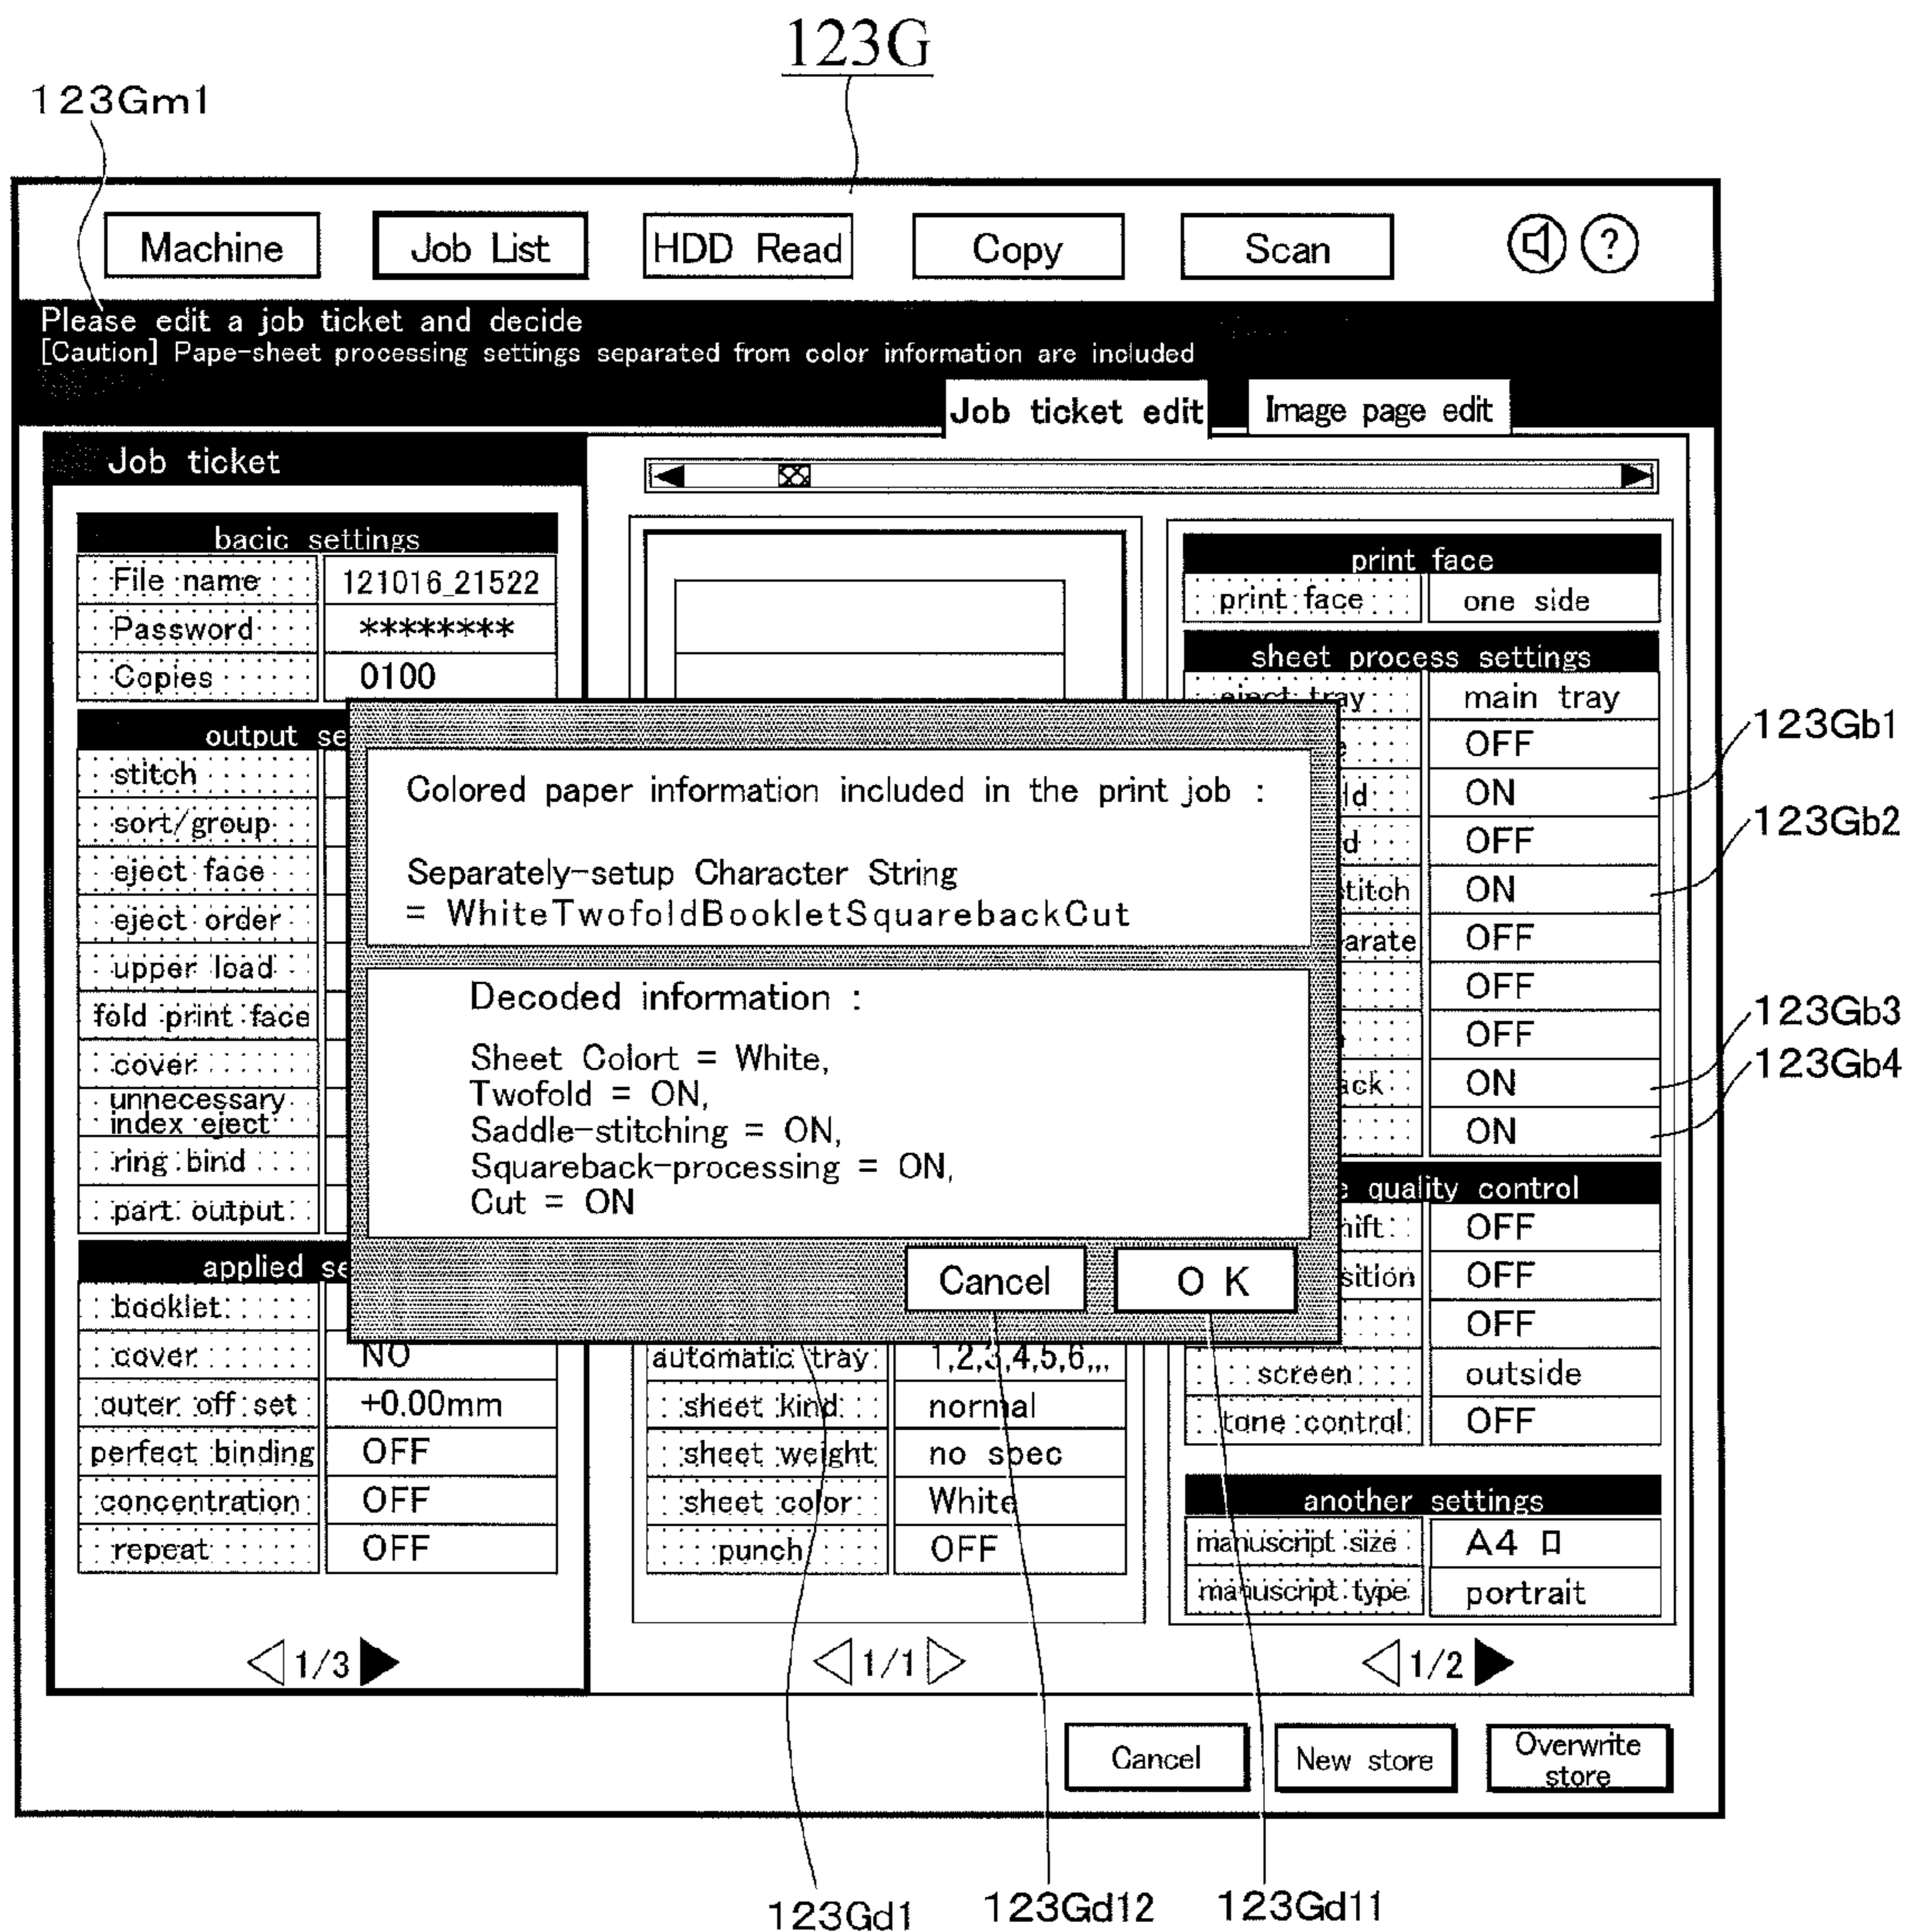 123G
123Gm1
Machine
Job List
HDD Read
Copy
Scan
?
Please edit a job ticket and decide
[Caution] Pape-sheet processing settings separated from color information are included
Job ticket edit
Image page edit
Job ticket
bacic settings
File name 121016_21522
Password ********
Copies 0100
output se
stitch
sort/group
eject face
eject order
upper load
fold print face
cover
unnecessary
index eject
ring bind
part output
applied se
booklet
cover NO
outer off set +0.00mm
perfect binding OFF
concentration OFF
repeat OFF
1/3
Colored paper information included in the print job :
Separately-setup Character String
= WhiteTwofoldBookletSquarebackCut
Decoded information :
Sheet Colort = White,
Twofold = ON,
Saddle-stitching = ON,
Squareback-processing = ON,
Cut = ON
Cancel
O K
automatic tray 1,2,3,4,5,6,,,
sheet kind normal
sheet weight no spec
sheet color White
punch OFF
1/1
print face
print face one side
sheet process settings
eject tray main tray
e OFF
ld ON
d OFF
titch ON
arate OFF
OFF
OFF
ack ON
ON
e quality control
hift OFF
sition OFF
OFF
screen outside
tone control OFF
another settings
manuscript size A4
manuscript type portrait
1/2
123Gb1
123Gb2
123Gb3
123Gb4
Cancel
New store
Overwrite
store
123Gd1
123Gd12
123Gd11